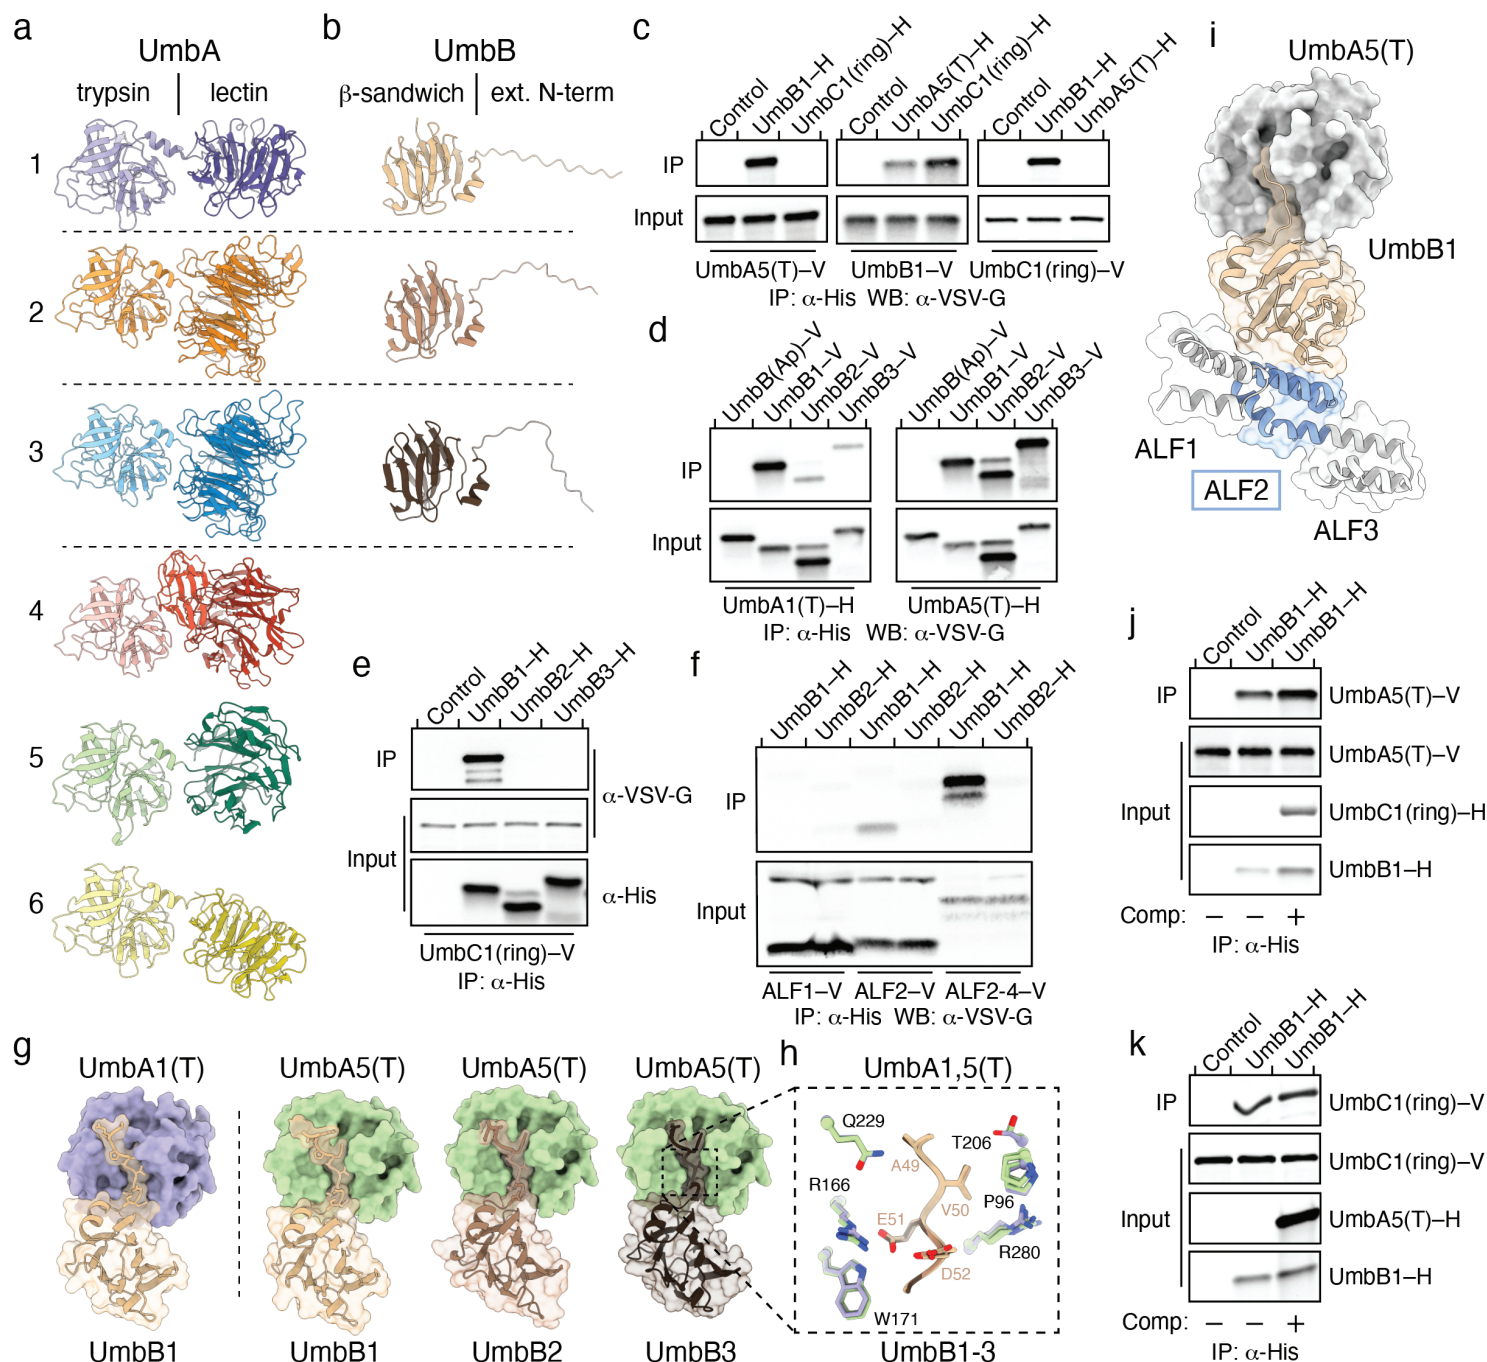 a
UmbA
trypsin
lectin
1
2
3
4
5
6
b
UmbB
β-sandwich
ext. N-term
c
Control
UmbB1–H
UmbC1(ring)–H
Control
UmbA5(T)–H
UmbC1(ring)–H
Control
UmbB1–H
UmbA5(T)–H
IP
Input
UmbA5(T)–V
UmbB1–V
UmbC1(ring)–V
IP: α-His WB: α-VSV-G
d
UmbB(Ap)–V
UmbB1–V
UmbB2–V
UmbB3–V
UmbB(Ap)–V
UmbB1–V
UmbB2–V
UmbB3–V
IP
Input
UmbA1(T)–H
UmbA5(T)–H
IP: α-His WB: α-VSV-G
e
Control
UmbB1–H
UmbB2–H
UmbB3–H
IP
α-VSV-G
Input
α-His
UmbC1(ring)–V
IP: α-His
f
UmbB1–H
UmbB2–H
UmbB1–H
UmbB2–H
UmbB1–H
UmbB2–H
IP
Input
ALF1–V
ALF2–V
ALF2-4–V
IP: α-His WB: α-VSV-G
g
UmbA1(T)
UmbA5(T)
UmbA5(T)
UmbA5(T)
UmbB1
UmbB1
UmbB2
UmbB3
h
UmbA1,5(T)
Q229
T206
A49
R166
P96
V50
E51
R280
D52
W171
UmbB1-3
i
UmbA5(T)
UmbB1
ALF1
ALF2
ALF3
j
Control
UmbB1–H
UmbB1–H
IP
UmbA5(T)–V
UmbA5(T)–V
Input
UmbC1(ring)–H
UmbB1–H
Comp: – – +
IP: α-His
k
Control
UmbB1–H
UmbB1–H
IP
UmbC1(ring)–V
UmbC1(ring)–V
Input
UmbA5(T)–H
UmbB1–H
Comp: – – +
IP: α-His